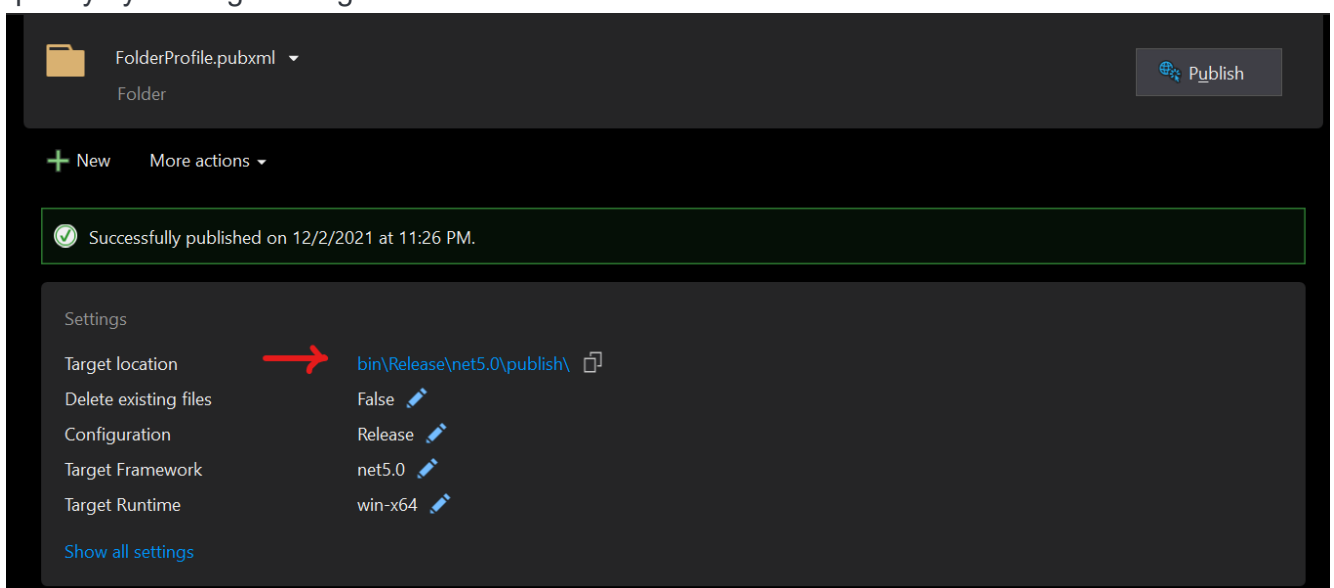 FolderProfile.pubxml
Folder
Publish
New More actions
Successfully published on 12/2/2021 at 11:26 PM.
Settings
Target location bin\Release\net5.0\publish\
Delete existing files False
Configuration Release
Target Framework net5.0
Target Runtime win-x64
Show all settings